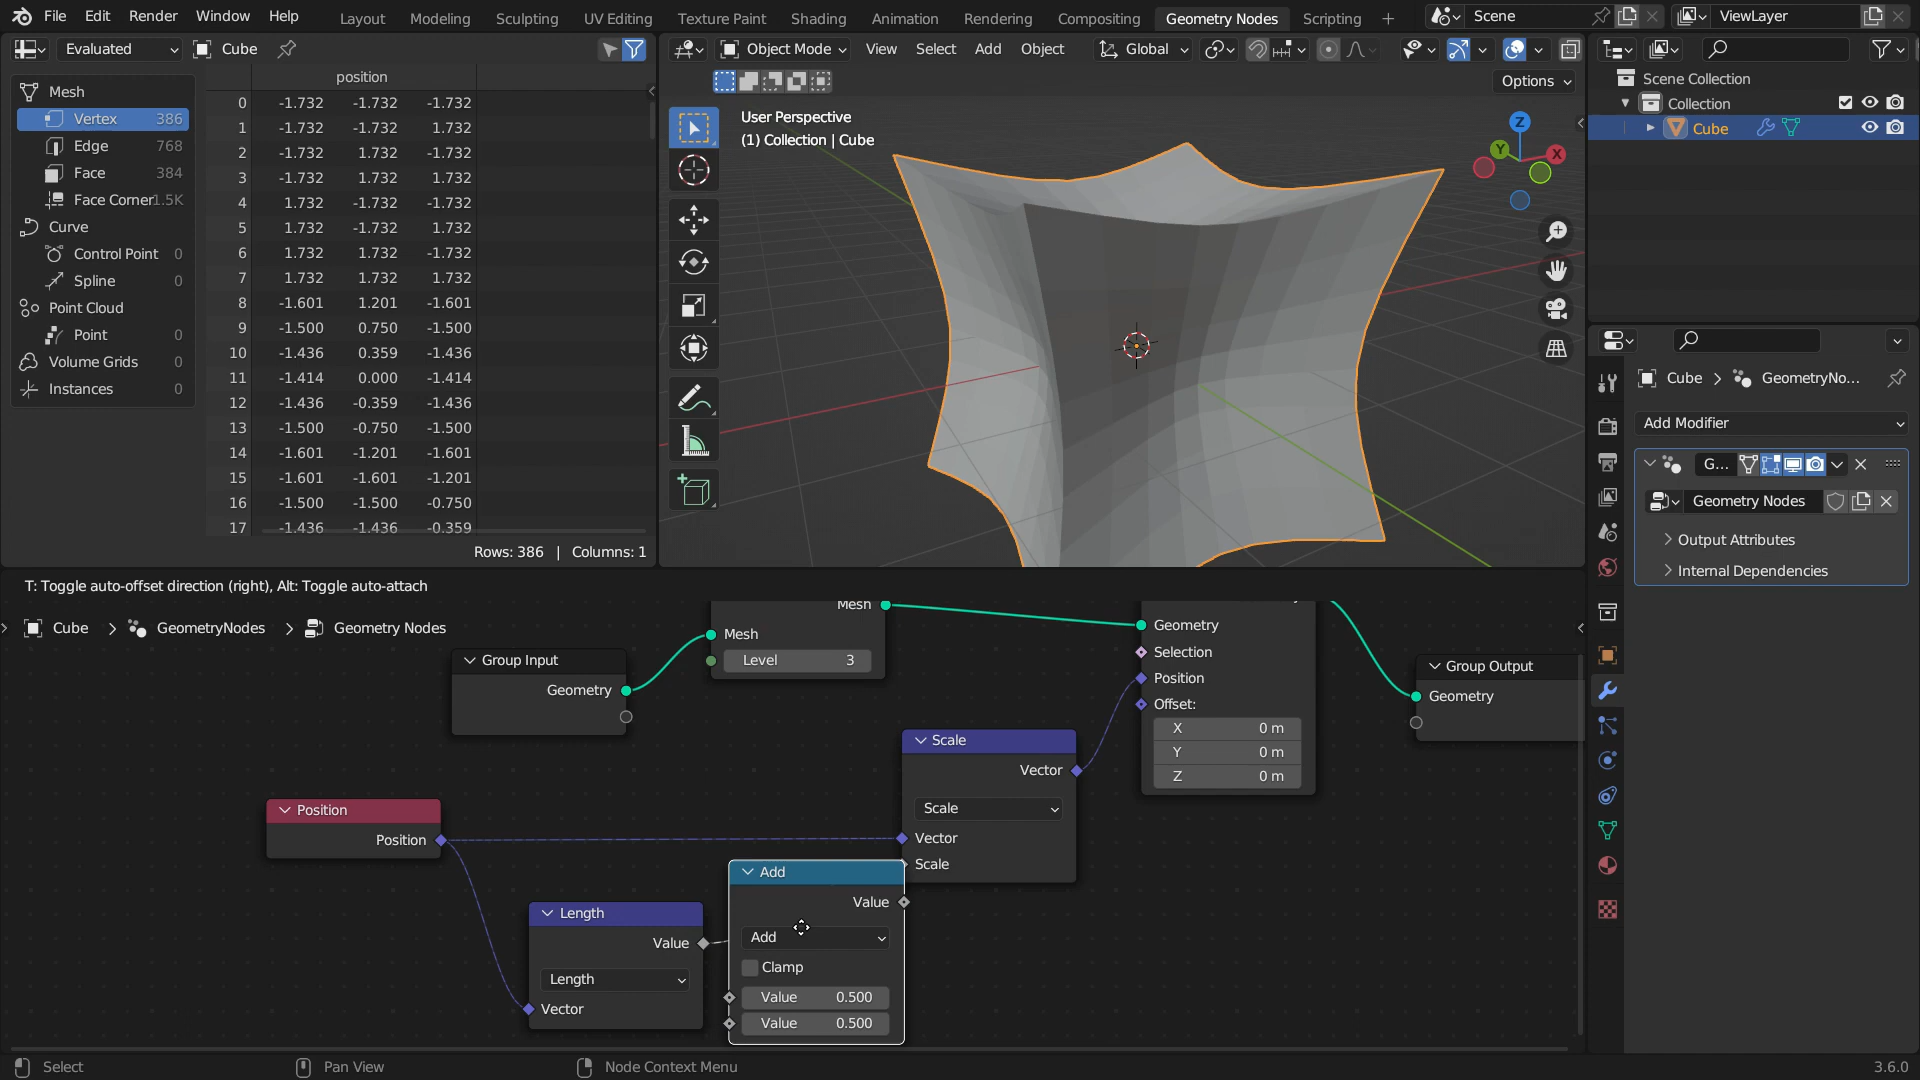 File Edit Render Window Help
Layout Modeling Sculpting UV Editing Texture Paint Shading Animation Rendering Compositing Geometry Nodes Scripting +
Scene
ViewLayer
Evaluated
Cube
Object Mode View Select Add Object
Global
Options
position
Mesh
Vertex 386
Edge 768
Face 384
Face Corner 1.5K
Curve
Control Point 0
Spline 0
Point Cloud
Point 0
Volume Grids 0
Instances 0
0 -1.732 -1.732 -1.732
1 -1.732 -1.732 1.732
2 -1.732 1.732 -1.732
3 -1.732 1.732 1.732
4 1.732 -1.732 -1.732
5 1.732 -1.732 1.732
6 1.732 1.732 -1.732
7 1.732 1.732 1.732
8 -1.601 1.201 -1.601
9 -1.500 0.750 -1.500
10 -1.436 0.359 -1.436
11 -1.414 0.000 -1.414
12 -1.436 -0.359 -1.436
13 -1.500 -0.750 -1.500
14 -1.601 -1.201 -1.601
15 -1.601 -1.601 -1.201
16 -1.500 -1.500 -0.750
17 -1.436 -1.436 -0.359
Rows: 386 | Columns: 1
User Perspective
(1) Collection | Cube
Z
Y
X
Scene Collection
Collection
Cube
Cube > GeometryNo...
Add Modifier
G...
Geometry Nodes
Output Attributes
Internal Dependencies
T: Toggle auto-offset direction (right), Alt: Toggle auto-attach
Cube > GeometryNodes > Geometry Nodes
Group Input
Geometry
Mesh
Mesh
Level 3
Geometry
Selection
Position
Offset:
X 0 m
Y 0 m
Z 0 m
Group Output
Geometry
Scale
Vector
Scale
Vector
Scale
Position
Position
Length
Value
Length
Vector
Add
Value
Add
Clamp
Value 0.500
Value 0.500
Select
Pan View
Node Context Menu
3.6.0